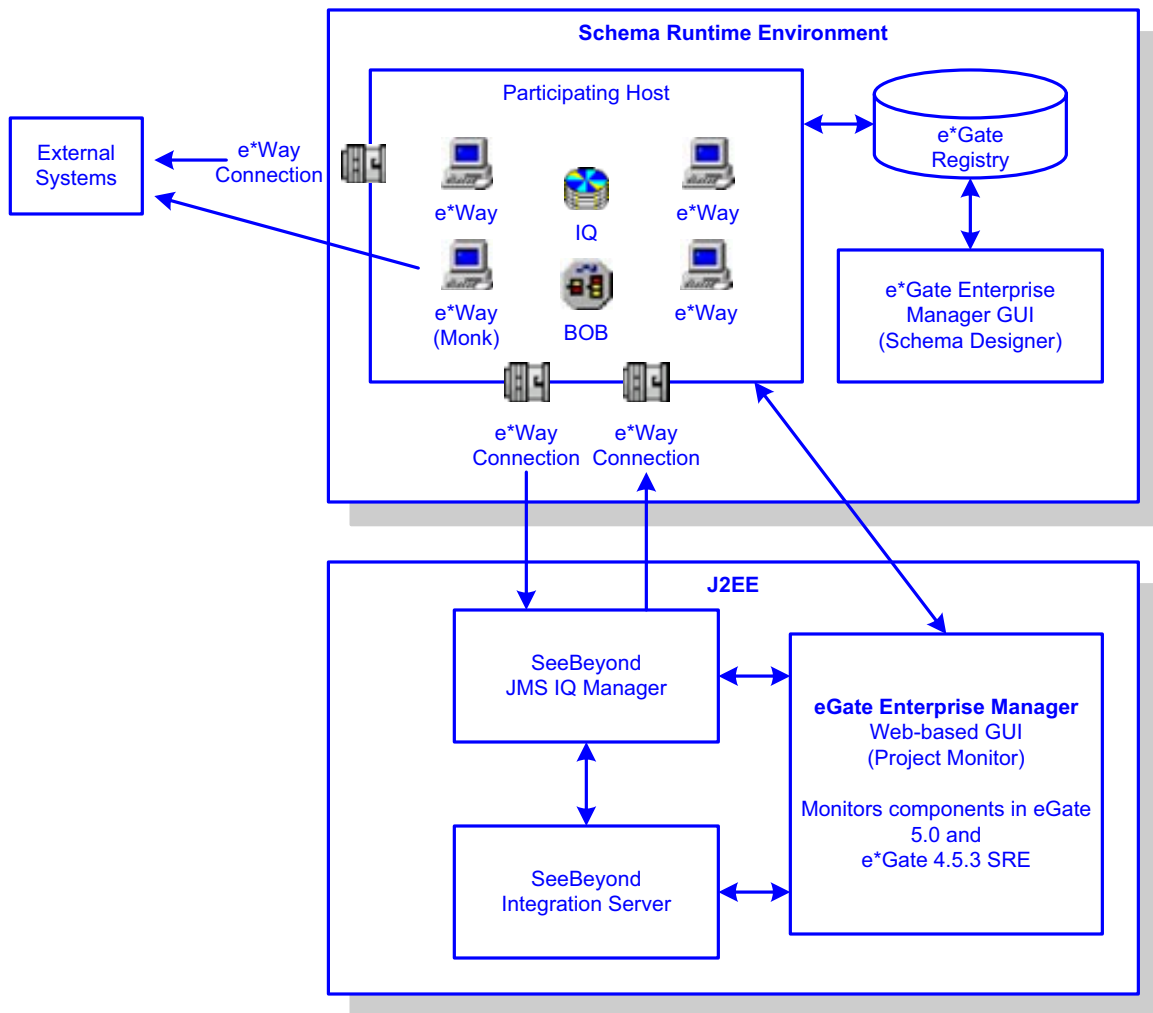 Schema Runtime Environment
Participating Host
External
Systems
e*Way
Connection
e*Way
IQ
e*Way
e*Way
(Monk)
BOB
e*Way
e*Gate
Registry
e*Gate Enterprise
Manager GUI
(Schema Designer)
e*Way
Connection
e*Way
Connection
J2EE
SeeBeyond
JMS IQ Manager
eGate Enterprise Manager
Web-based GUI
(Project Monitor)
Monitors components in eGate
5.0 and
e*Gate 4.5.3 SRE
SeeBeyond
Integration Server